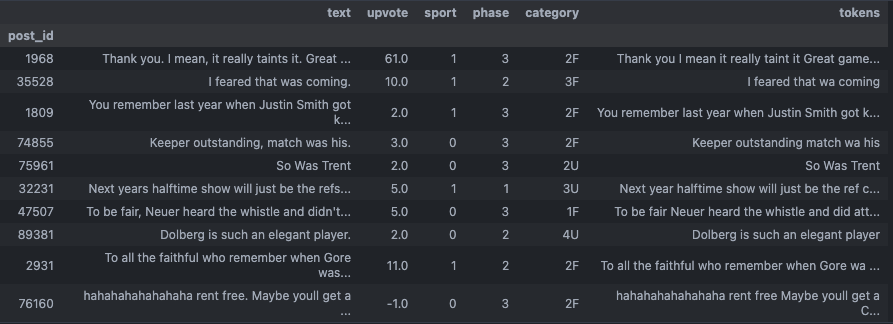 text upvote sport phase category tokens
post_id
1968 Thank you. I mean, it really taints it. Great ... 61.0 1 3 2F Thank you I mean it really taint it Great game...
35528 I feared that was coming. 10.0 1 2 3F I feared that wa coming
1809 You remember last year when Justin Smith got k... 2.0 1 3 2F You remember last year when Justin Smith got k...
74855 Keeper outstanding, match was his. 3.0 0 3 2F Keeper outstanding match wa his
75961 So Was Trent 2.0 0 3 2U So Was Trent
32231 Next years halftime show will just be the refs... 5.0 1 1 3U Next year halftime show will just be the ref c...
47507 To be fair, Neuer heard the whistle and didn't... 5.0 0 3 1F To be fair Neuer heard the whistle and did att...
89381 Dolberg is such an elegant player. 2.0 0 2 4U Dolberg is such an elegant player
2931 To all the faithful who remember when Gore was... 11.0 1 2 2F To all the faithful who remember when Gore wa ...
76160 hahahahahahahaha rent free. Maybe youll get a ... -1.0 0 3 2F hahahahahahahaha rent free Maybe youll get a C...